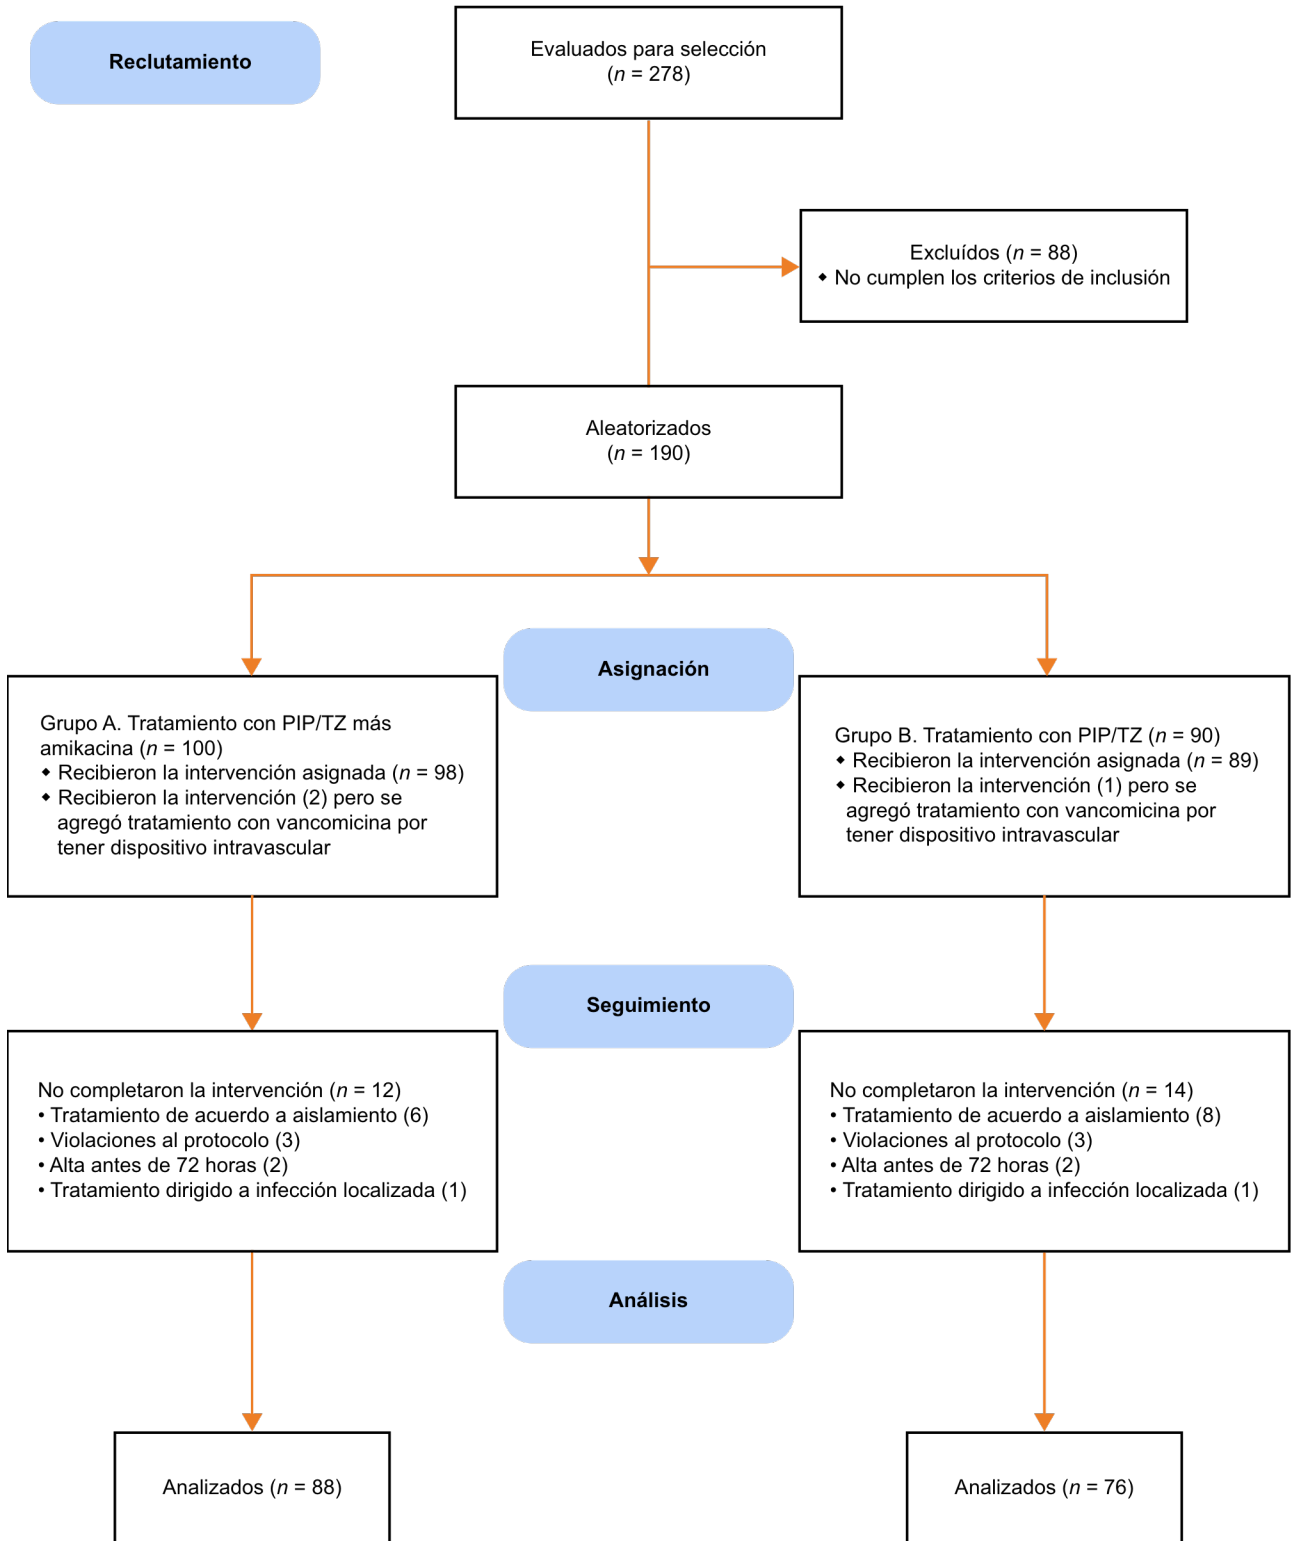 Reclutamiento
Evaluados para selección
(n = 278)
Excluídos (n = 88)
◆ No cumplen los criterios de inclusión
Aleatorizados
(n = 190)
Asignación
Grupo A. Tratamiento con PIP/TZ más
amikacina (n = 100)
◆ Recibieron la intervención asignada (n = 98)
◆ Recibieron la intervención (2) pero se
agregó tratamiento con vancomicina por
tener dispositivo intravascular
Grupo B. Tratamiento con PIP/TZ (n = 90)
◆ Recibieron la intervención asignada (n = 89)
◆ Recibieron la intervención (1) pero se
agregó tratamiento con vancomicina por
tener dispositivo intravascular
Seguimiento
No completaron la intervención (n = 12)
• Tratamiento de acuerdo a aislamiento (6)
• Violaciones al protocolo (3)
• Alta antes de 72 horas (2)
• Tratamiento dirigido a infección localizada (1)
No completaron la intervención (n = 14)
• Tratamiento de acuerdo a aislamiento (8)
• Violaciones al protocolo (3)
• Alta antes de 72 horas (2)
• Tratamiento dirigido a infección localizada (1)
Análisis
Analizados (n = 88)
Analizados (n = 76)